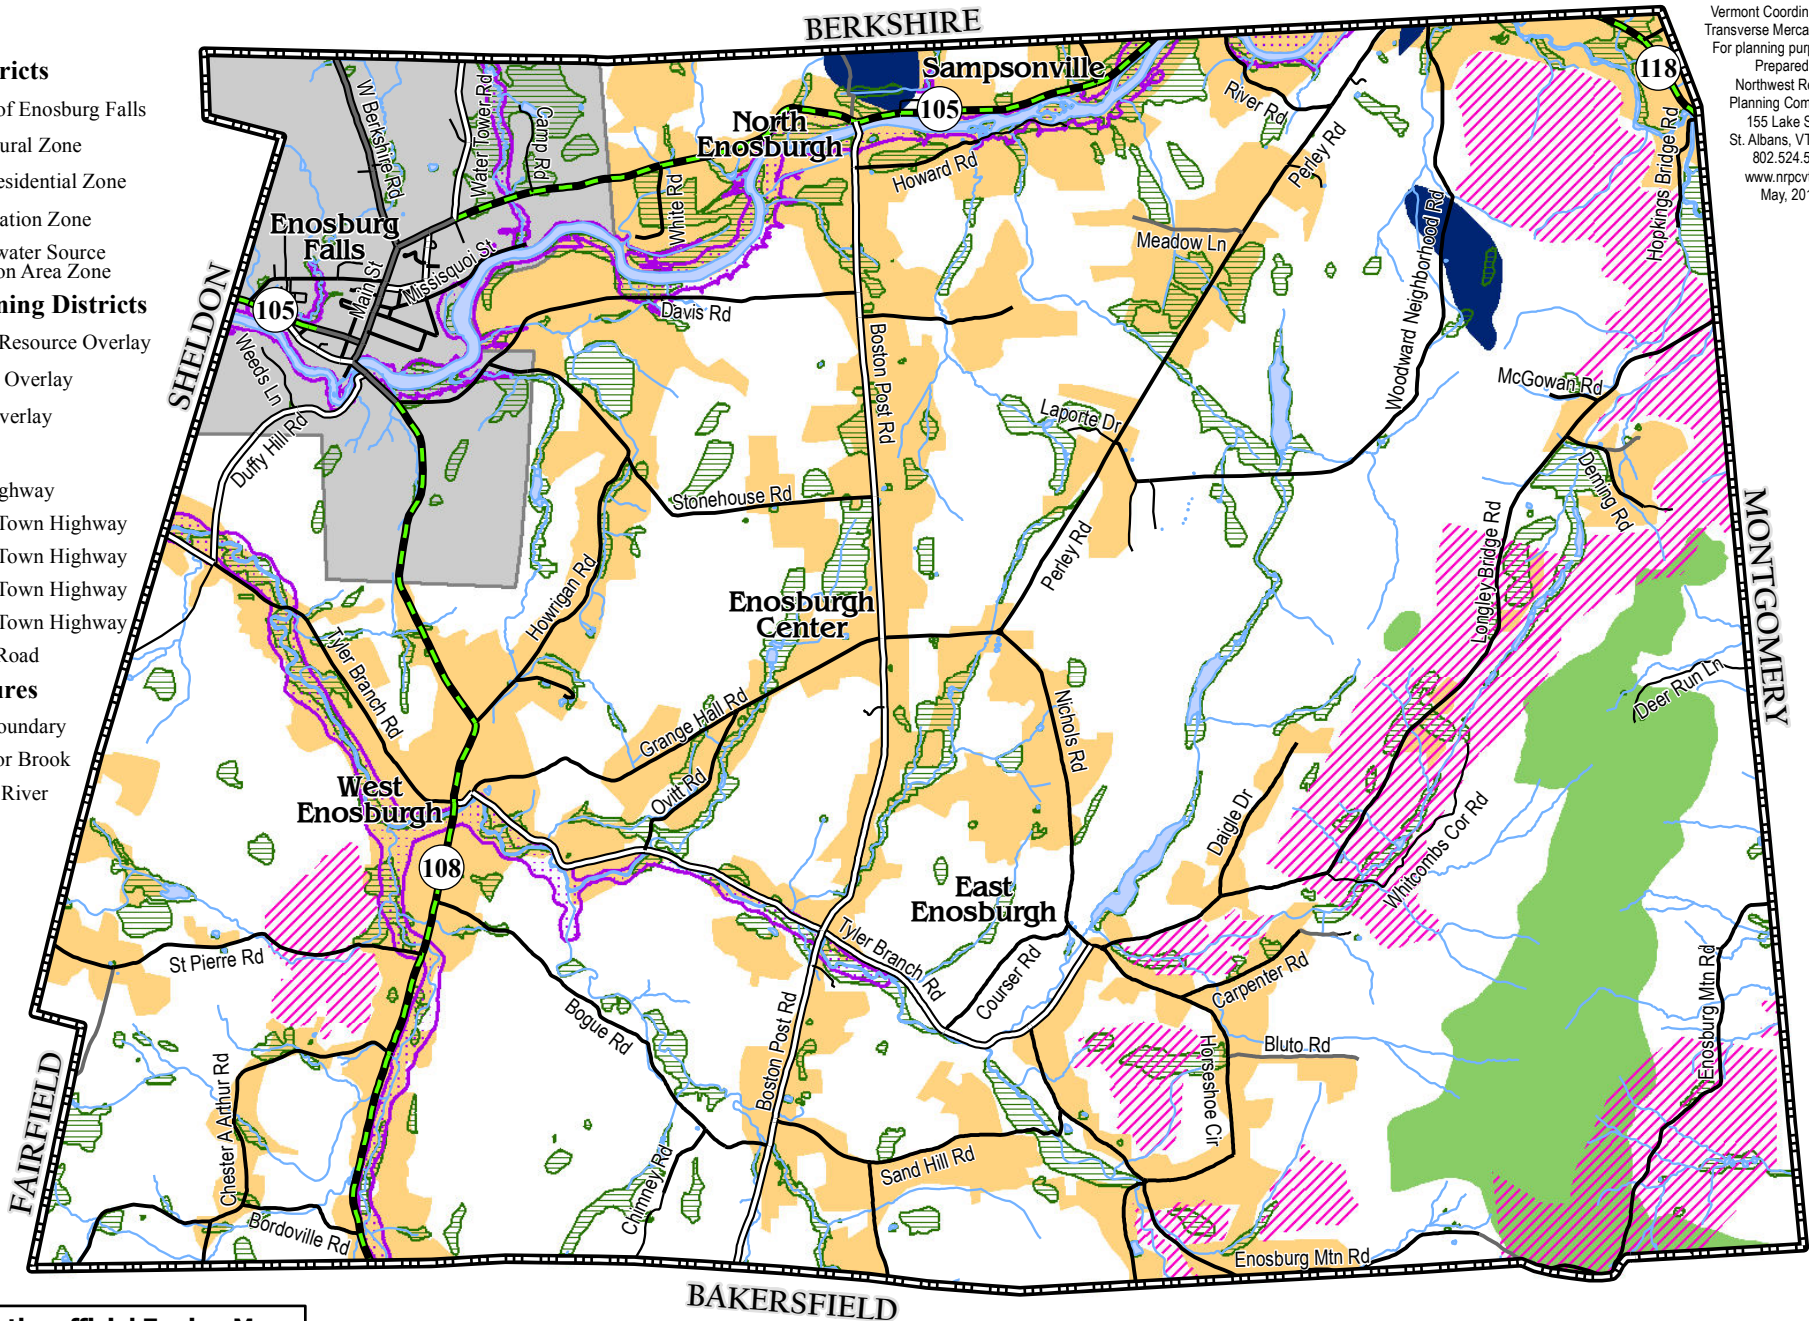 BERKSHIRE
Vermont Coordin
Transverse Merca
For planning pur
Prepared
Northwest Re
Planning Com
155 Lake S
St. Albans, VT
802.524.5
www.nrpcv
May, 201
ricts
of Enosburg Falls
ural Zone
esidential Zone
ation Zone
water Source
on Area Zone
ning Districts
Resource Overlay
Overlay
verlay
ghway
Town Highway
Town Highway
Town Highway
Town Highway
Road
ures
oundary
or Brook
River
SHELDON
FAIRFIELD
MONTGOMERY
BAKERSFIELD
Sampsonville
North
Enosburgh
Enosburg
Falls
Enosburgh
Center
West
Enosburgh
East
Enosburgh
105
105
118
108
W Berkshire Rd
Water Tower Rd
Camp Rd
White Rd
Howard Rd
River Rd
Perley Rd
Meadow Ln
Woodward Neighborhood Rd
Hopkings Bridge Rd
Main St
Missisquoi St
Weeds Ln
Duffy Hill Rd
Davis Rd
Boston Post Rd
Laporte Dr
McGowan Rd
Deming Rd
Stonehouse Rd
Howrigan Rd
Perley Rd
Longley Bridge Rd
Deer Run Ln
Tyler Branch Rd
Grange Hall Rd
Ovitt Rd
Nichols Rd
Daigle Dr
Whitcombs Cor Rd
St Pierre Rd
Bogue Rd
Tyler Branch Rd
Courser Rd
Carpenter Rd
Enosburg Mtn Rd
Bluto Rd
Horseshoe Cir
Boston Post Rd
Chester A Arthur Rd
Sand Hill Rd
Chimney Rd
Bordoville Rd
Enosburg Mtn Rd